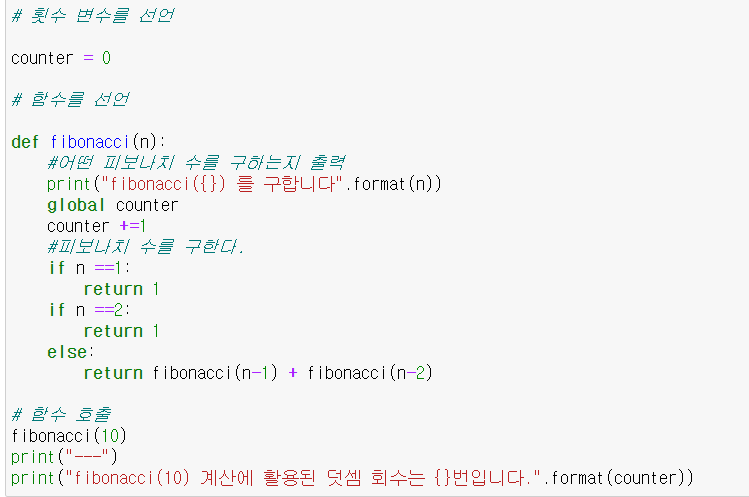 # 횟수 변수를 선언
counter = 0
# 함수를 선언
def fibonacci(n):
    #어떤 피보나치 수를 구하는지 출력
    print("fibonacci({}) 를 구합니다".format(n))
    global counter
    counter +=1
    #피보나치 수를 구한다.
    if n ==1:
        return 1
    if n ==2:
        return 1
    else:
        return fibonacci(n-1) + fibonacci(n-2)
# 함수 호출
fibonacci(10)
print("---")
print("fibonacci(10) 계산에 활용된 덧셈 회수는 {}번입니다.".format(counter))